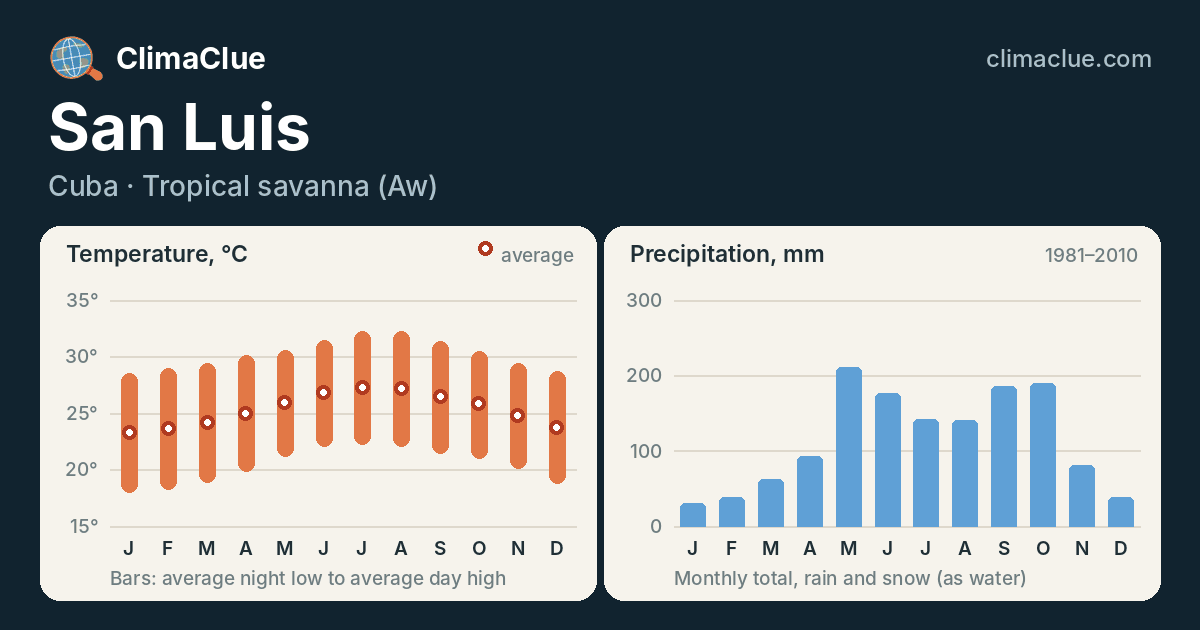 ClimaClue
climaclue.com
San Luis
Cuba · Tropical savanna (Aw)
Temperature, °C
average
35°
30°
25°
20°
15°
J F M A M J J A S O N D
Bars: average night low to average day high
Precipitation, mm
1981–2010
300
200
100
0
J F M A M J J A S O N D
Monthly total, rain and snow (as water)